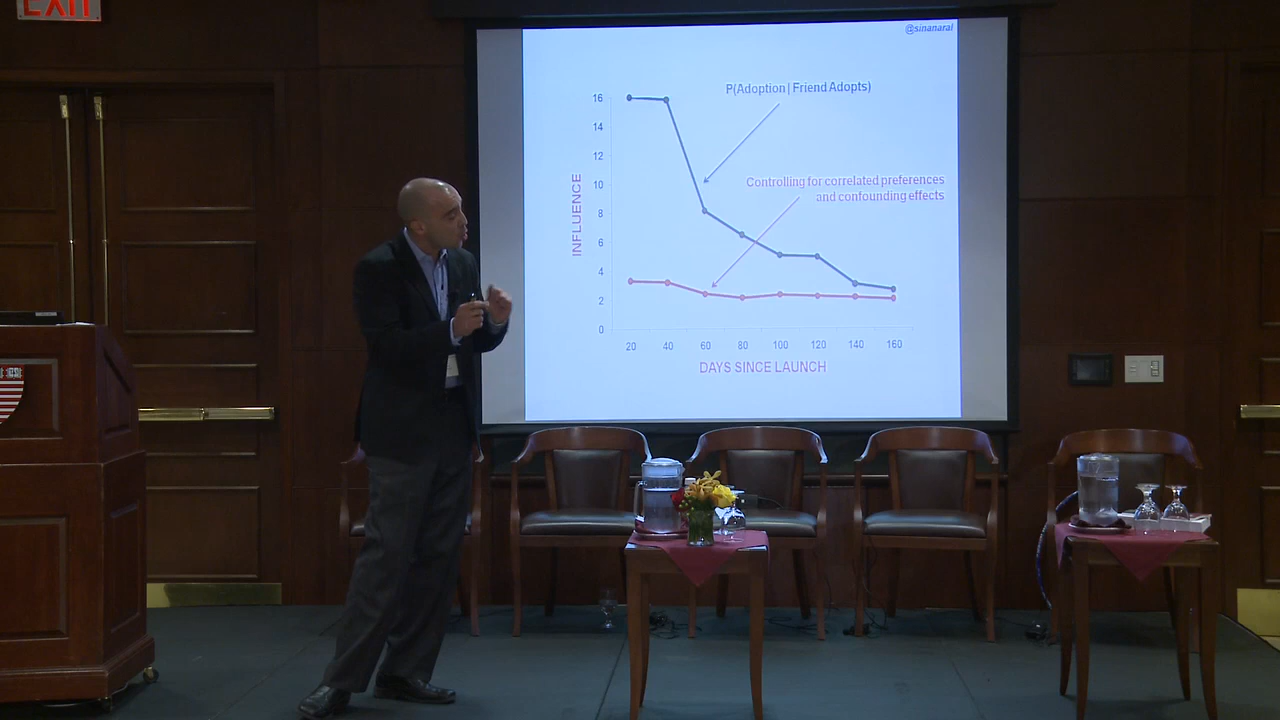 EXIT
@sinanaral
P(Adoption | Friend Adopts)
Controlling for correlated preferences
and confounding effects
INFLUENCE
16
14
12
10
8
6
4
2
0
20 40 60 80 100 120 140 160
DAYS SINCE LAUNCH